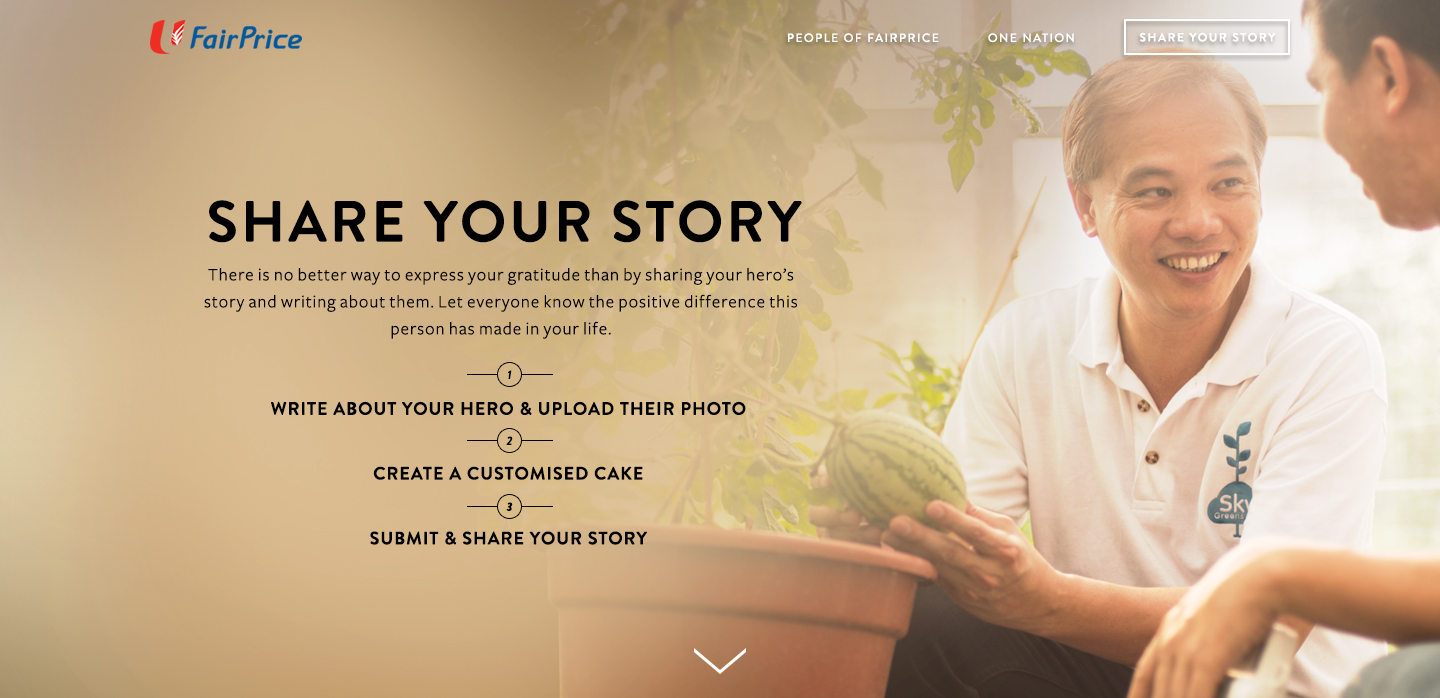 FairPrice
PEOPLE OF FAIRPRICE
ONE NATION
SHARE YOUR STORY
SHARE YOUR STORY
There is no better way to express your gratitude than by sharing your hero's
story and writing about them. Let everyone know the positive difference this
person has made in your life.
1
WRITE ABOUT YOUR HERO & UPLOAD THEIR PHOTO
2
CREATE A CUSTOMISED CAKE
3
SUBMIT & SHARE YOUR STORY
Sky
Greens